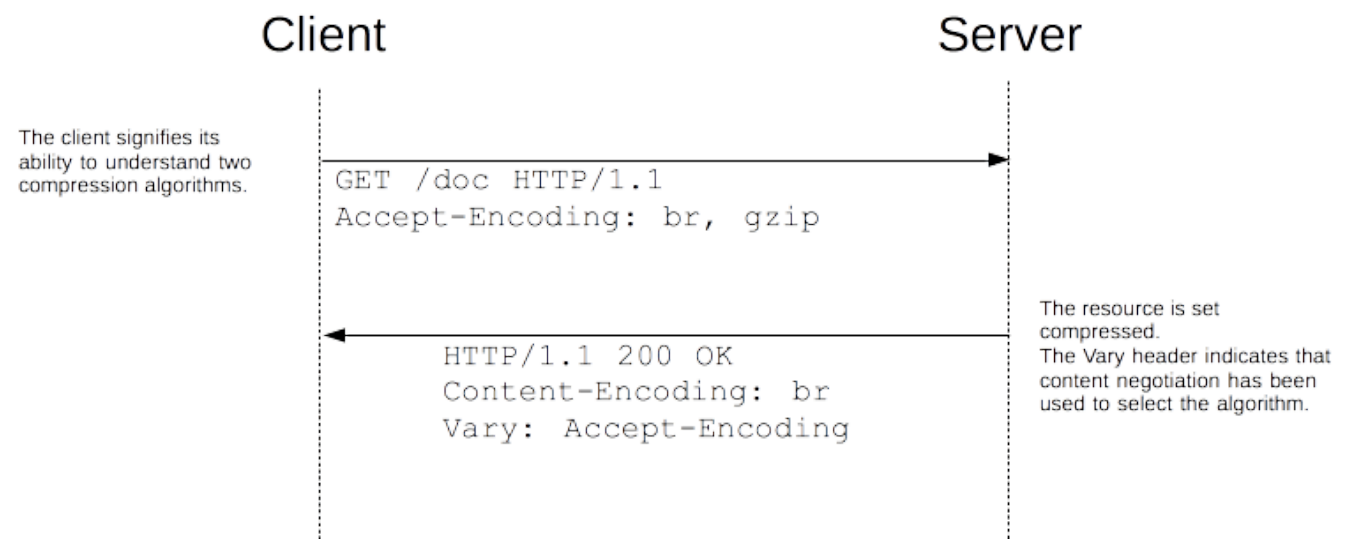 Client
Server
The client signifies its
ability to understand two
compression algorithms.
GET /doc HTTP/1.1
Accept-Encoding: br, gzip
The resource is set
compressed.
The Vary header indicates that
content negotiation has been
used to select the algorithm.
HTTP/1.1 200 OK
Content-Encoding: br
Vary: Accept-Encoding